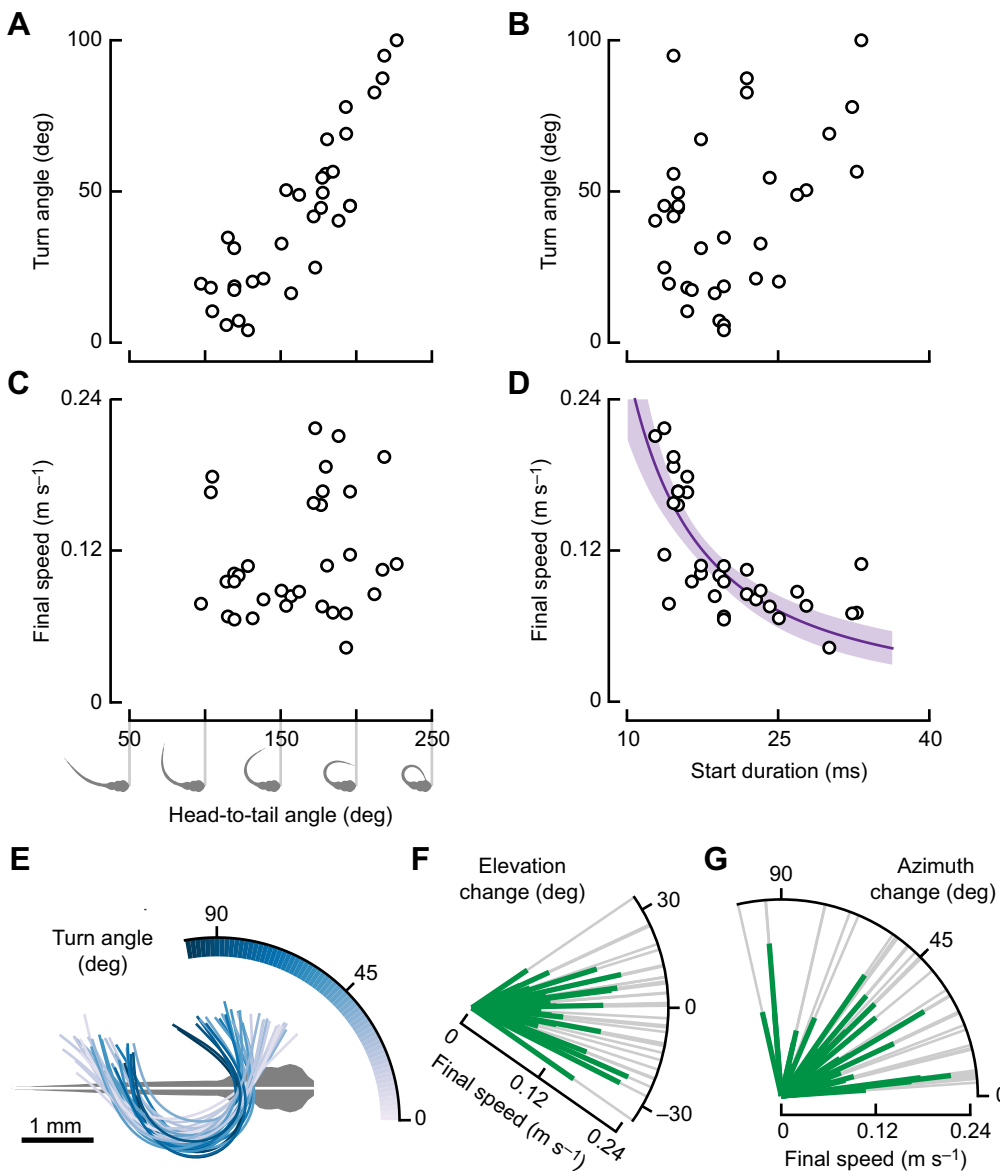 A
B
100
50
0
Turn angle (deg)
100
50
0
Turn angle (deg)
C
D
0.24
0.12
0
Final speed (m s⁻¹)
50
150
250
Head-to-tail angle (deg)
0.24
0.12
0
Final speed (m s⁻¹)
10
25
40
Start duration (ms)
E
Turn angle
(deg)
90
45
0
1 mm
F
Elevation
change (deg)
30
0
–30
0
0.12
0.24
Final speed (m s⁻¹)
G
Azimuth
change (deg)
90
45
0
0
0.12
0.24
Final speed (m s⁻¹)